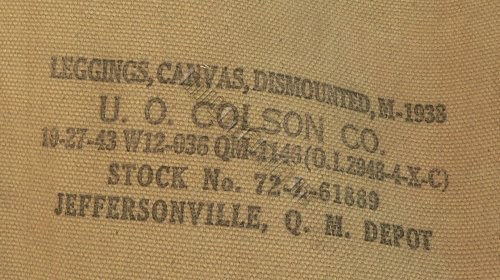 LEGGINGS, CANVAS, DISMOUNTED, M-1938
U. O. COLSON CO.
10-27-43 W12-036 QM-1146 (O.I.2948-4-X-C)
STOCK No. 72-L-61889
JEFFERSONVILLE, Q. M. DEPOT